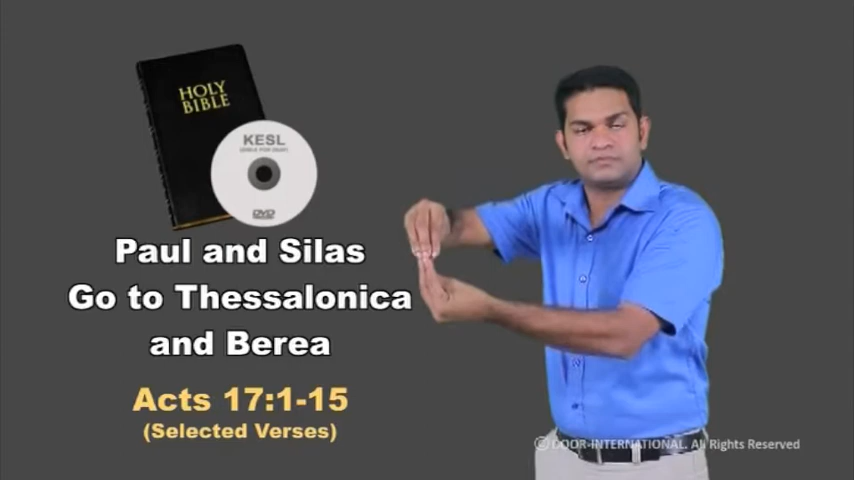 HOLY
BIBLE
KESL
DVD
Paul and Silas
Go to Thessalonica
and Berea
Acts 17:1-15
(Selected Verses)
© DOOR-INTERNATIONAL. All Rights Reserved